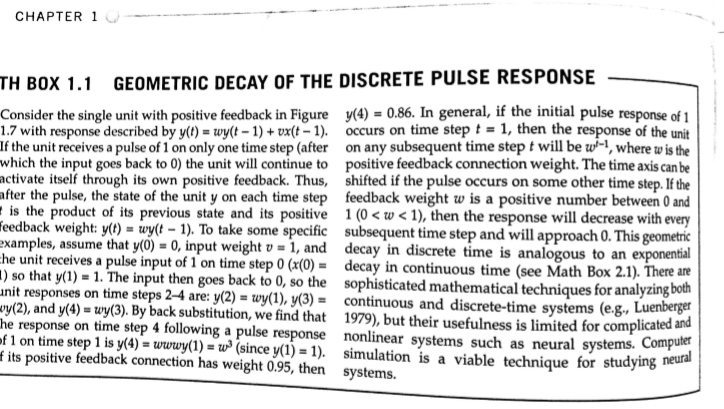 CHAPTER 1
TH BOX 1.1 GEOMETRIC DECAY OF THE DISCRETE PULSE RESPONSE
Consider the single unit with positive feedback in Figure
1.7 with response described by y(t) = wy(t – 1) + vx(t – 1).
If the unit receives a pulse of 1 on only one time step (after
which the input goes back to 0) the unit will continue to
activate itself through its own positive feedback. Thus,
after the pulse, the state of the unit y on each time step
t is the product of its previous state and its positive
feedback weight: y(t) = wy(t – 1). To take some specific
examples, assume that y(0) = 0, input weight v = 1, and
the unit receives a pulse input of 1 on time step 0 (x(0) =
1) so that y(1) = 1. The input then goes back to 0, so the
unit responses on time steps 2–4 are: y(2) = wy(1), y(3) =
wy(2), and y(4) = wy(3). By back substitution, we find that
he response on time step 4 following a pulse response
of 1 on time step 1 is y(4) = wwwy(1) = w³ (since y(1) = 1).
f its positive feedback connection has weight 0.95, then
y(4) = 0.86. In general, if the initial pulse response of 1
occurs on time step t = 1, then the response of the unit
on any subsequent time step t will be wᵗ⁻¹, where w is the
positive feedback connection weight. The time axis can be
shifted if the pulse occurs on some other time step. If the
feedback weight w is a positive number between 0 and
1 (0 < w < 1), then the response will decrease with every
subsequent time step and will approach 0. This geometric
decay in discrete time is analogous to an exponential
decay in continuous time (see Math Box 2.1). There are
sophisticated mathematical techniques for analyzing both
continuous and discrete-time systems (e.g., Luenberger
1979), but their usefulness is limited for complicated and
nonlinear systems such as neural systems. Computer
simulation is a viable technique for studying neural
systems.